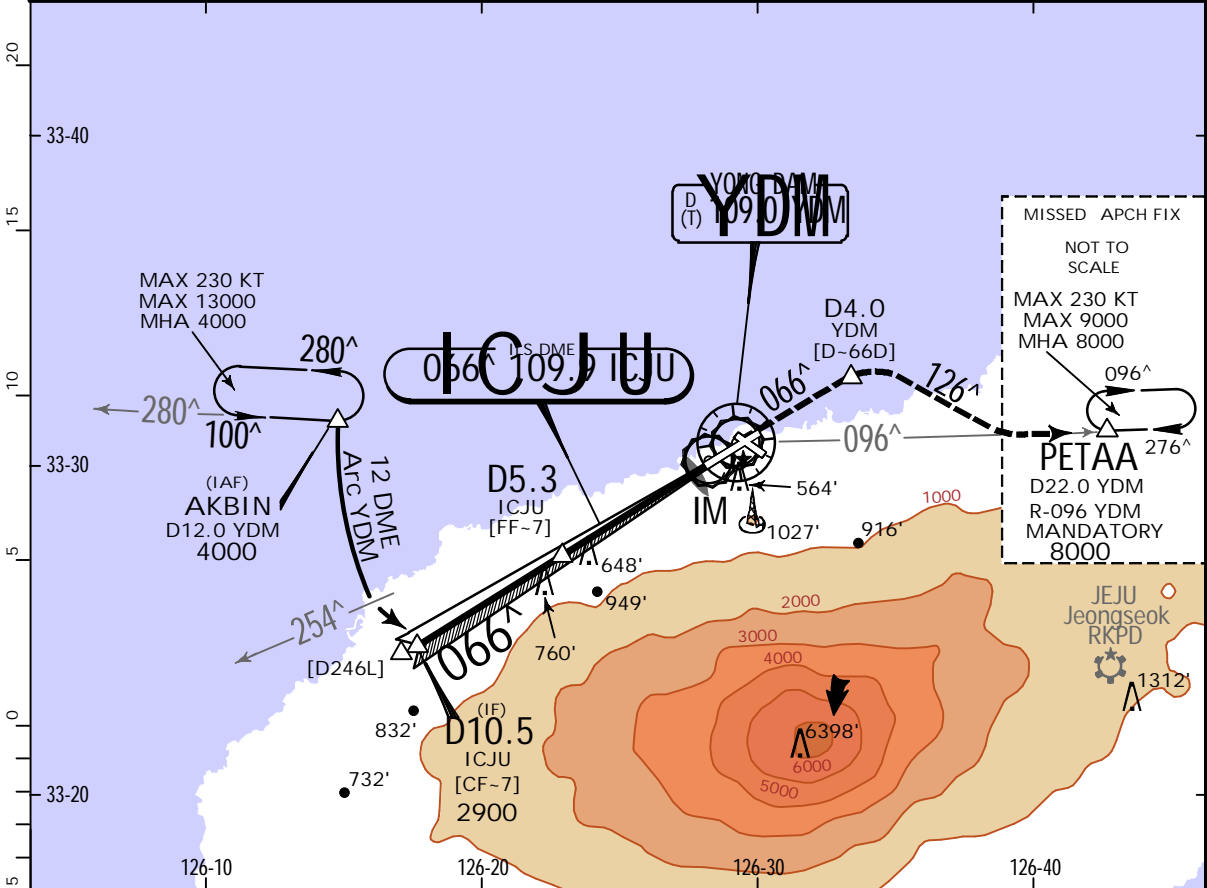 20
15
10
5
0
5
33-40
33-30
33-20
126-10
126-20
126-30
126-40
MAX 230 KT
MAX 13000
MHA 4000
280^
280^
100^
(IAF)
AKBIN
D12.0 YDM
4000
12 DME
Arc YDM
254^
[D246L]
ICJU
ILS DME
066^ 109.9 ICJU
YDM
YONG DAM
D
(T)
109.0 YDM
D5.3
ICJU
[FF~7]
066^
(IF)
D10.5
ICJU
[CF~7]
2900
IM
D4.0
YDM
[D~66D]
066^
126^
096^
MISSED APCH FIX
NOT TO
SCALE
MAX 230 KT
MAX 9000
MHA 8000
096^
276^
PETAA
D22.0 YDM
R-096 YDM
MANDATORY
8000
564'
1027'
916'
648'
949'
760'
832'
732'
1000
2000
3000
4000
5000
6000
6398'
JEJU
Jeongseok
RKPD
1312'